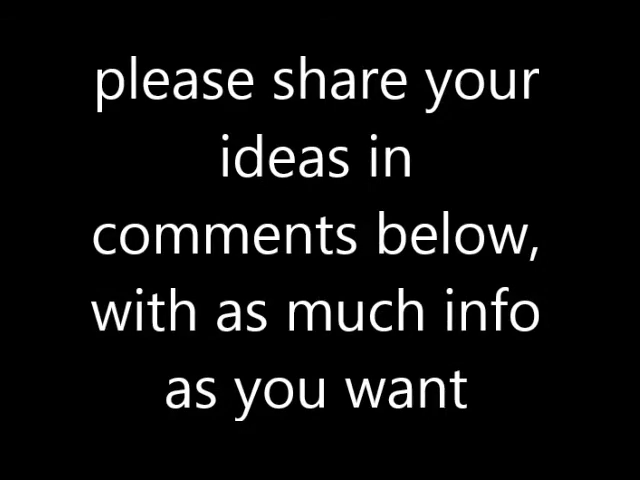 please share your
ideas in
comments below,
with as much info
as you want